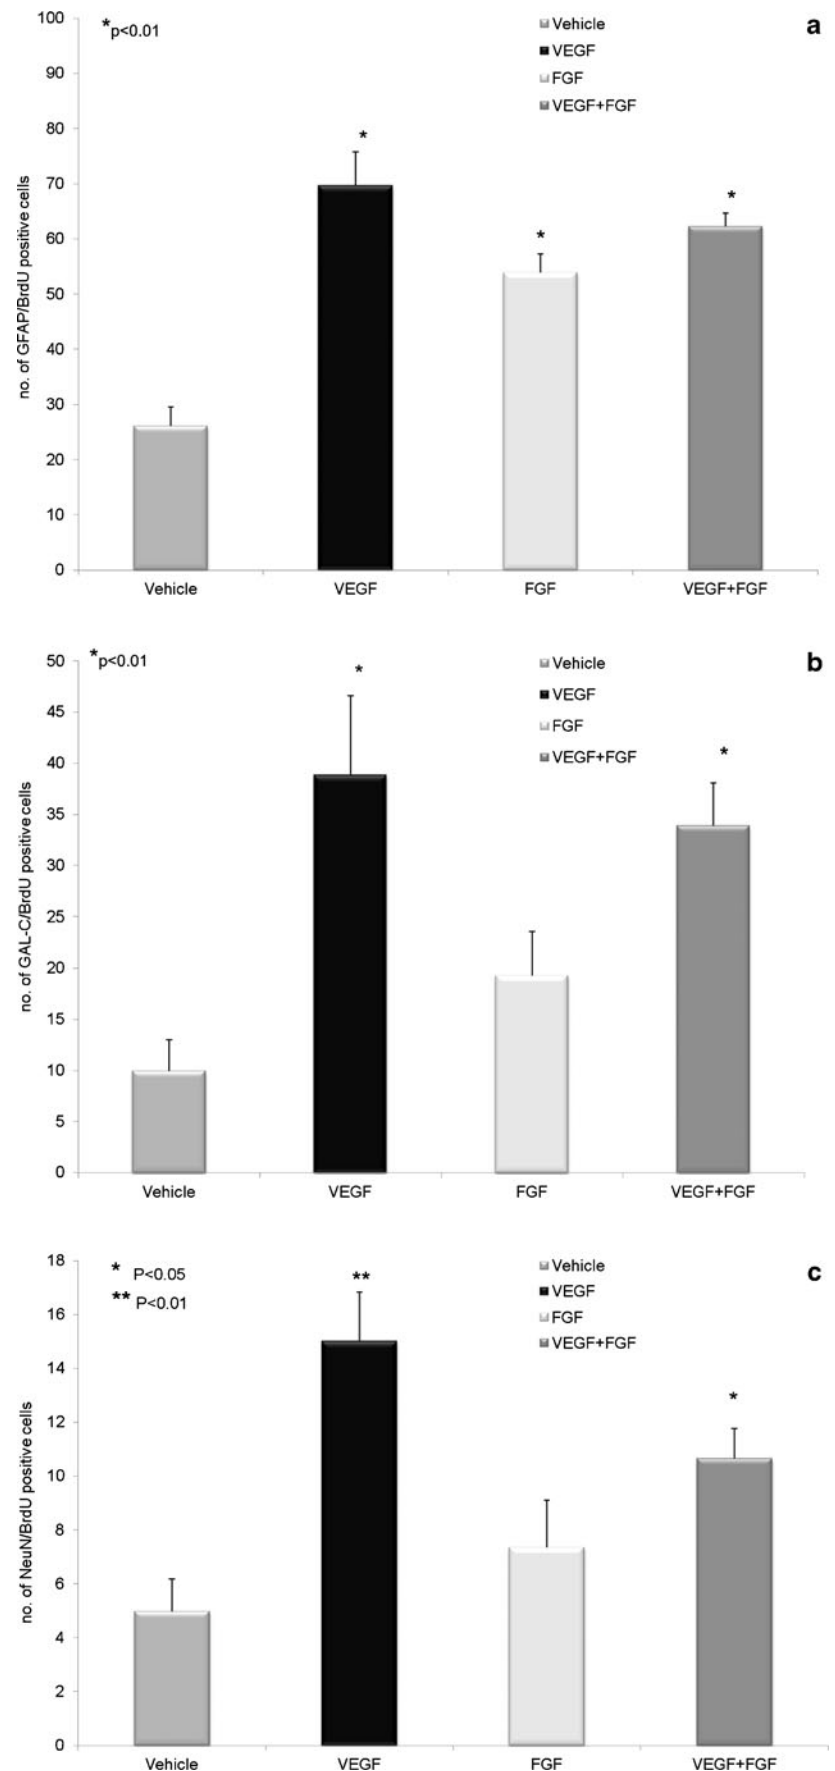 100
*p<0.01
Vehicle
a
VEGF
90
FGF
80
VEGF+FGF
*
70
*
60
*
50
40
30
20
10
0
no. of GFAP/BrdU positive cells
Vehicle VEGF FGF VEGF+FGF
50
*p<0.01
Vehicle
b
*
VEGF
45
FGF
40
VEGF+FGF
*
35
30
25
20
15
10
5
0
no. of GAL-C/BrdU positive cells
Vehicle VEGF FGF VEGF+FGF
18
* P<0.05
** P<0.01
**
Vehicle
c
VEGF
16
FGF
VEGF+FGF
14
*
12
10
8
6
4
2
0
no. of NeuN/BrdU positive cells
Vehicle VEGF FGF VEGF+FGF